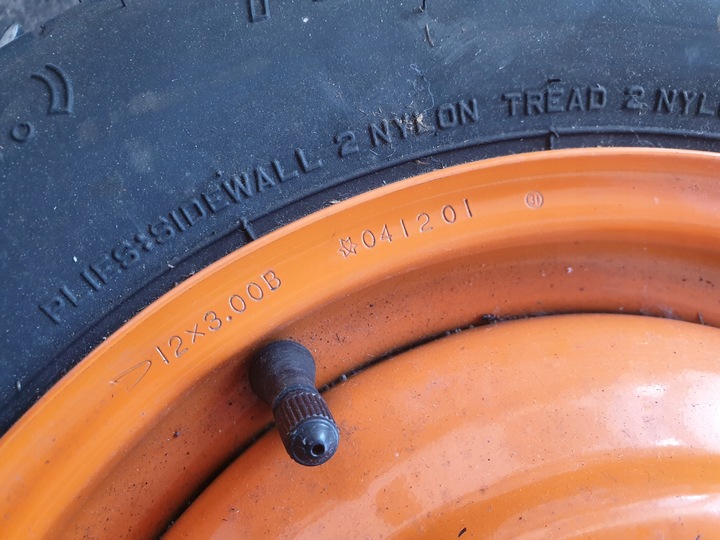 PLIES:SIDEWALL 2 NYLON TREAD 2 NYL
12×3.00B
041201